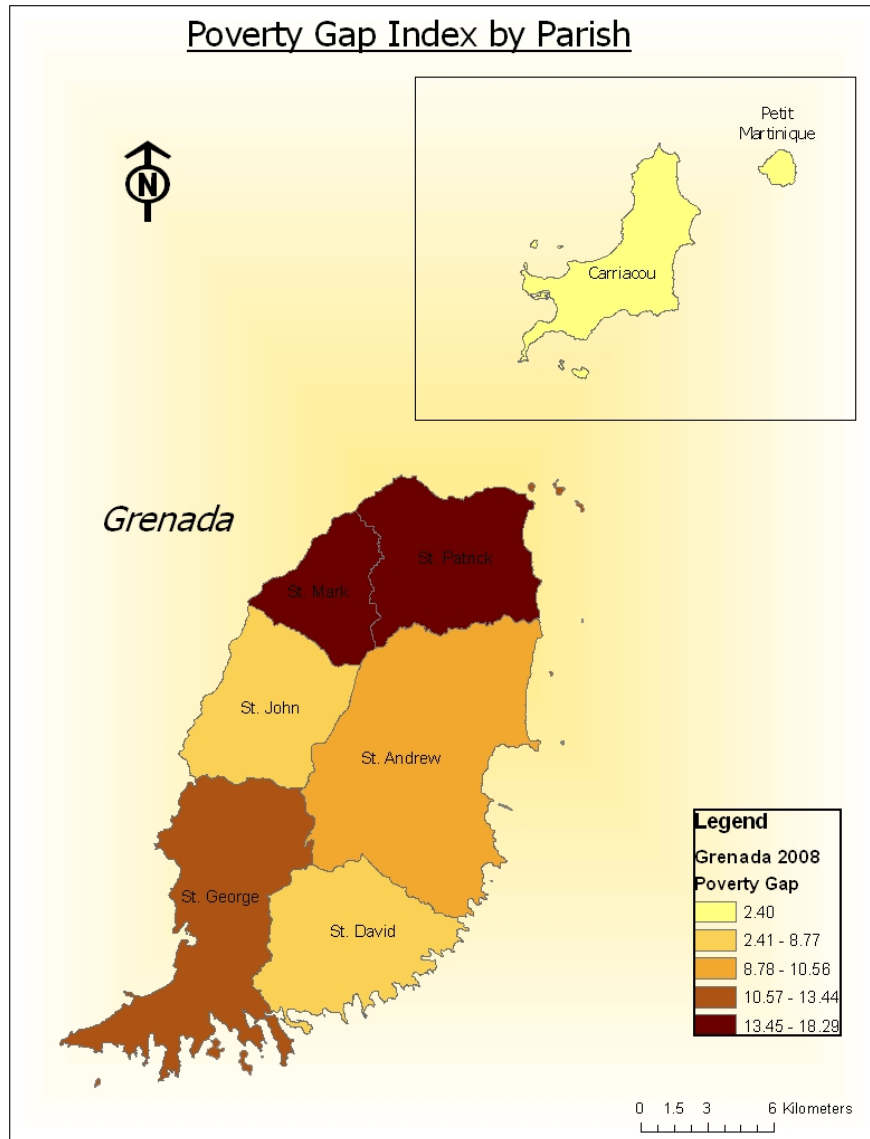 Poverty Gap Index by Parish
N
Petit
Martinique
Carriacou
Grenada
St. Patrick
St. Mark
St. John
St. Andrew
St. George
St. David
Legend
Grenada 2008
Poverty Gap
2.40
2.41 - 8.77
8.78 - 10.56
10.57 - 13.44
13.45 - 18.29
0 1.5 3 6 Kilometers